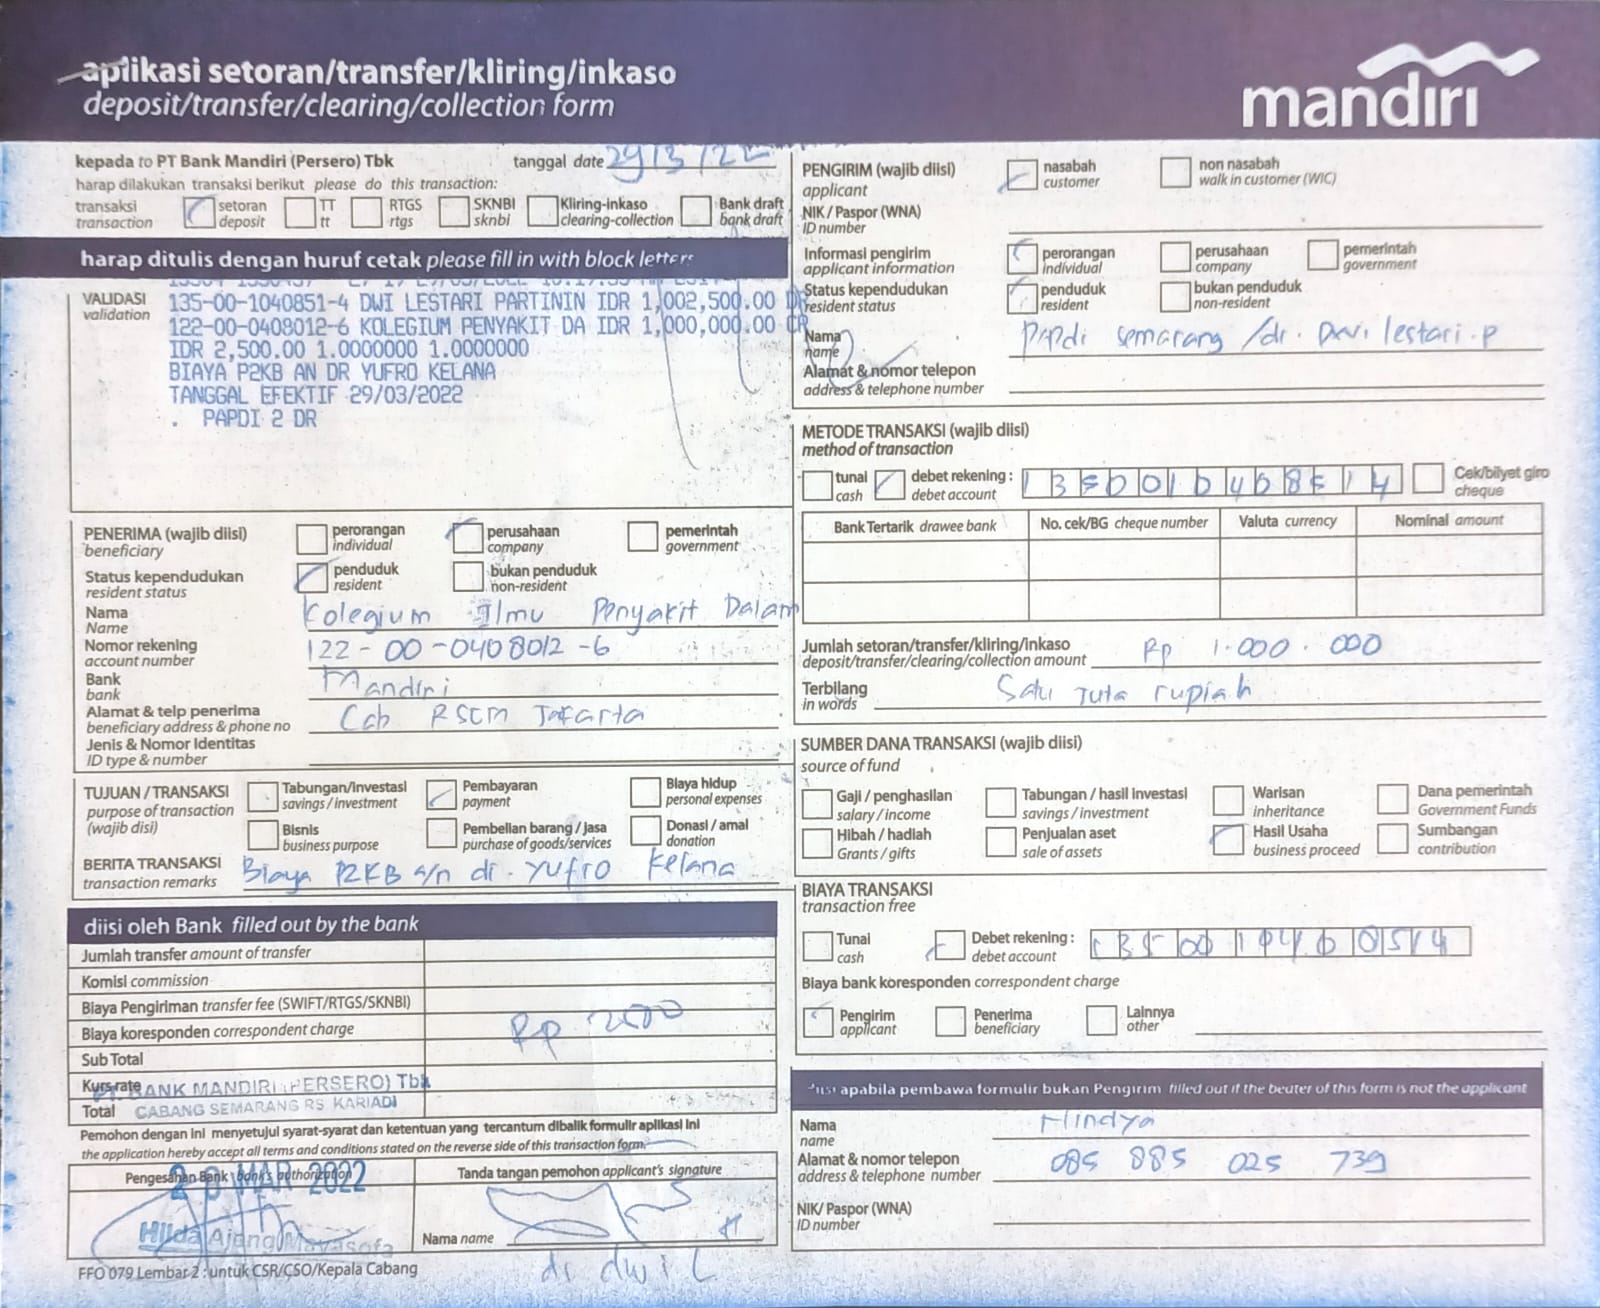 aplikasi setoran/transfer/kliring/inkaso
deposit/transfer/clearing/collection form
mandiri
kepada to PT Bank Mandiri (Persero) Tbk
tanggal date 29/3/22
harap dilakukan transaksi berikut please do this transaction:
transaksi transaction
setoran deposit
TT tt
RTGS rtgs
SKNBI sknbi
Kliring-inkaso clearing-collection
Bank draft bank draft
harap ditulis dengan huruf cetak please fill in with block letters
VALIDASI
validation
135-00-1040851-4 DWI LESTARI PARTININ IDR 1,002,500.00 DR
122-00-0408012-6 KOLEGIUM PENYAKIT DA IDR 1,000,000.00 CR
IDR 2,500.00 1.0000000 1.0000000
BIAYA P2KB AN DR YUFRO KELANA
TANGGAL EFEKTIF 29/03/2022
. PAPDI 2 DR
PENERIMA (wajib diisi)
beneficiary
perorangan individual
perusahaan company
pemerintah government
Status kependudukan
resident status
penduduk resident
bukan penduduk non-resident
Nama
Name
Kolegium Ilmu Penyakit Dalam
Nomor rekening
account number
122-00-0408012-6
Bank
bank
Mandiri
Alamat & telp penerima
beneficiary address & phone no
Cab RSCM Jakarta
Jenis & Nomor Identitas
ID type & number
TUJUAN / TRANSAKSI
purpose of transaction
(wajib disi)
Tabungan/Investasi savings/investment
Pembayaran payment
Biaya hidup personal expenses
Bisnis business purpose
Pembelian barang / jasa purchase of goods/services
Donasi / amal donation
BERITA TRANSAKSI
transaction remarks
Biaya P2KB a/n dr. Yufro Kelana
diisi oleh Bank filled out by the bank
Jumlah transfer amount of transfer
Komisi commission
Biaya Pengiriman transfer fee (SWIFT/RTGS/SKNBI)
Biaya koresponden correspondent charge
Rp
Sub Total
Kurs rate
PT. BANK MANDIRI (PERSERO) Tbk
Total
CABANG SEMARANG RS. KARIADI
Pemohon dengan ini menyetujui syarat-syarat dan ketentuan yang tercantum dibalik formulir aplikasi ini
the application hereby accept all terms and conditions stated on the reverse side of this transaction form.
Pengesahan Bank bank's authorization
MAR 2022
Hilda Ajeng Mayasofa
Tanda tangan pemohon applicant's signature
Nama name
dr dwi L
FFO 079 Lembar 2 : untuk CSR/CSO/Kepala Cabang
PENGIRIM (wajib diisi)
applicant
nasabah customer
non nasabah walk in customer (WIC)
NIK / Paspor (WNA)
ID number
Informasi pengirim
applicant information
perorangan individual
perusahaan company
pemerintah government
Status kependudukan
resident status
penduduk resident
bukan penduduk non-resident
Nama
name
PAPdi semarang /dr. Dwi lestari.p
Alamat & nomor telepon
address & telephone number
METODE TRANSAKSI (wajib diisi)
method of transaction
tunal cash
debet rekening : debet account
1350010408514
Cek/bilyet giro cheque
Bank Tertarik drawee bank
No. cek/BG cheque number
Valuta currency
Nominal amount
Jumlah setoran/transfer/kliring/inkaso
deposit/transfer/clearing/collection amount
Rp 1.000.000
Terbilang
in words
Satu Juta rupiah
SUMBER DANA TRANSAKSI (wajib diisi)
source of fund
Gaji / penghasilan salary / income
Tabungan / hasil investasi savings / investment
Warisan inheritance
Dana pemerintah Government Funds
Hibah / hadiah Grants / gifts
Penjualan aset sale of assets
Hasil Usaha business proceed
Sumbangan contribution
BIAYA TRANSAKSI
transaction free
Tunai cash
Debet rekening : debet account
Biaya bank koresponden correspondent charge
Pengirim applicant
Penerima beneficiary
Lainnya other
apabila pembawa formulir bukan Pengirim filled out if the beuter of this form is not the applicant
Nama
name
Hindya
Alamat & nomor telepon
address & telephone number
085 885 025 739
NIK/ Paspor (WNA)
ID number